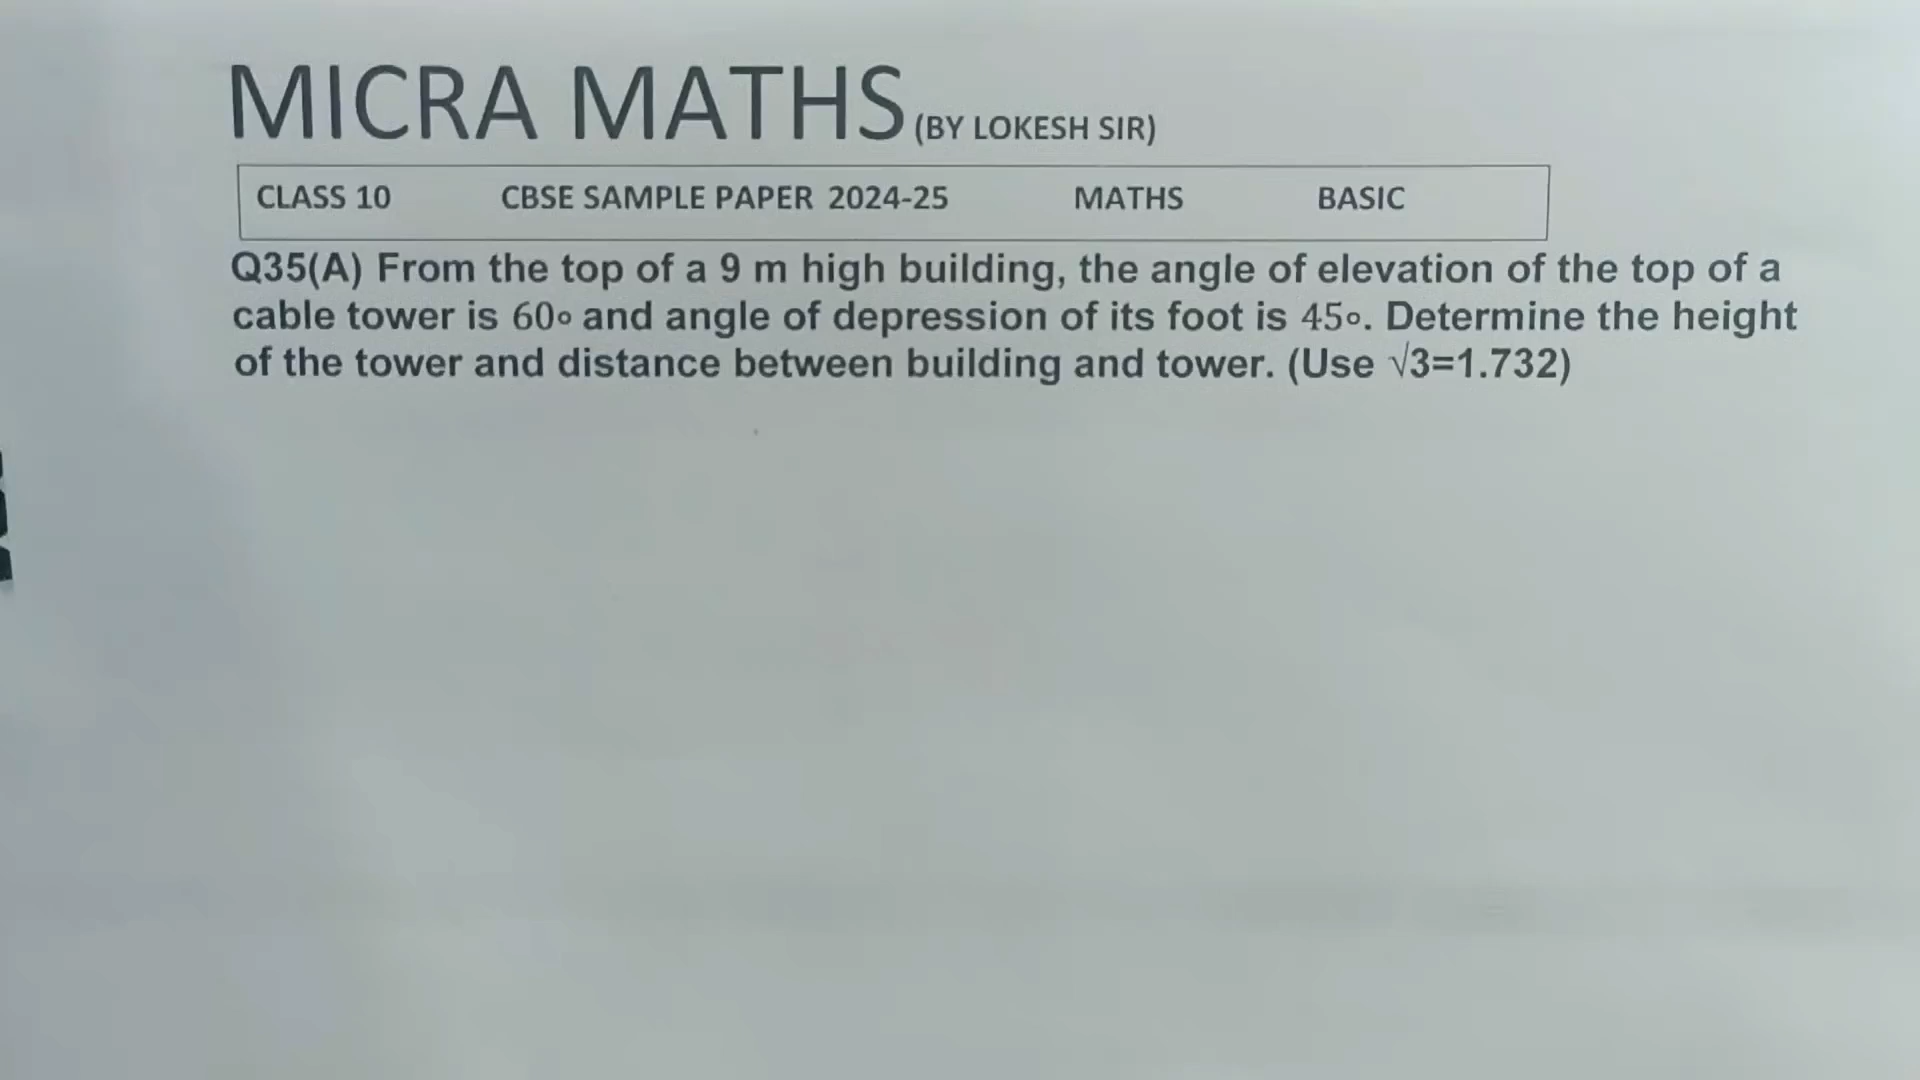 MICRA MATHS (BY LOKESH SIR)
CLASS 10 CBSE SAMPLE PAPER 2024-25 MATHS BASIC
Q35(A) From the top of a 9 m high building, the angle of elevation of the top of a
cable tower is 60∘ and angle of depression of its foot is 45∘. Determine the height
of the tower and distance between building and tower. (Use √3=1.732)